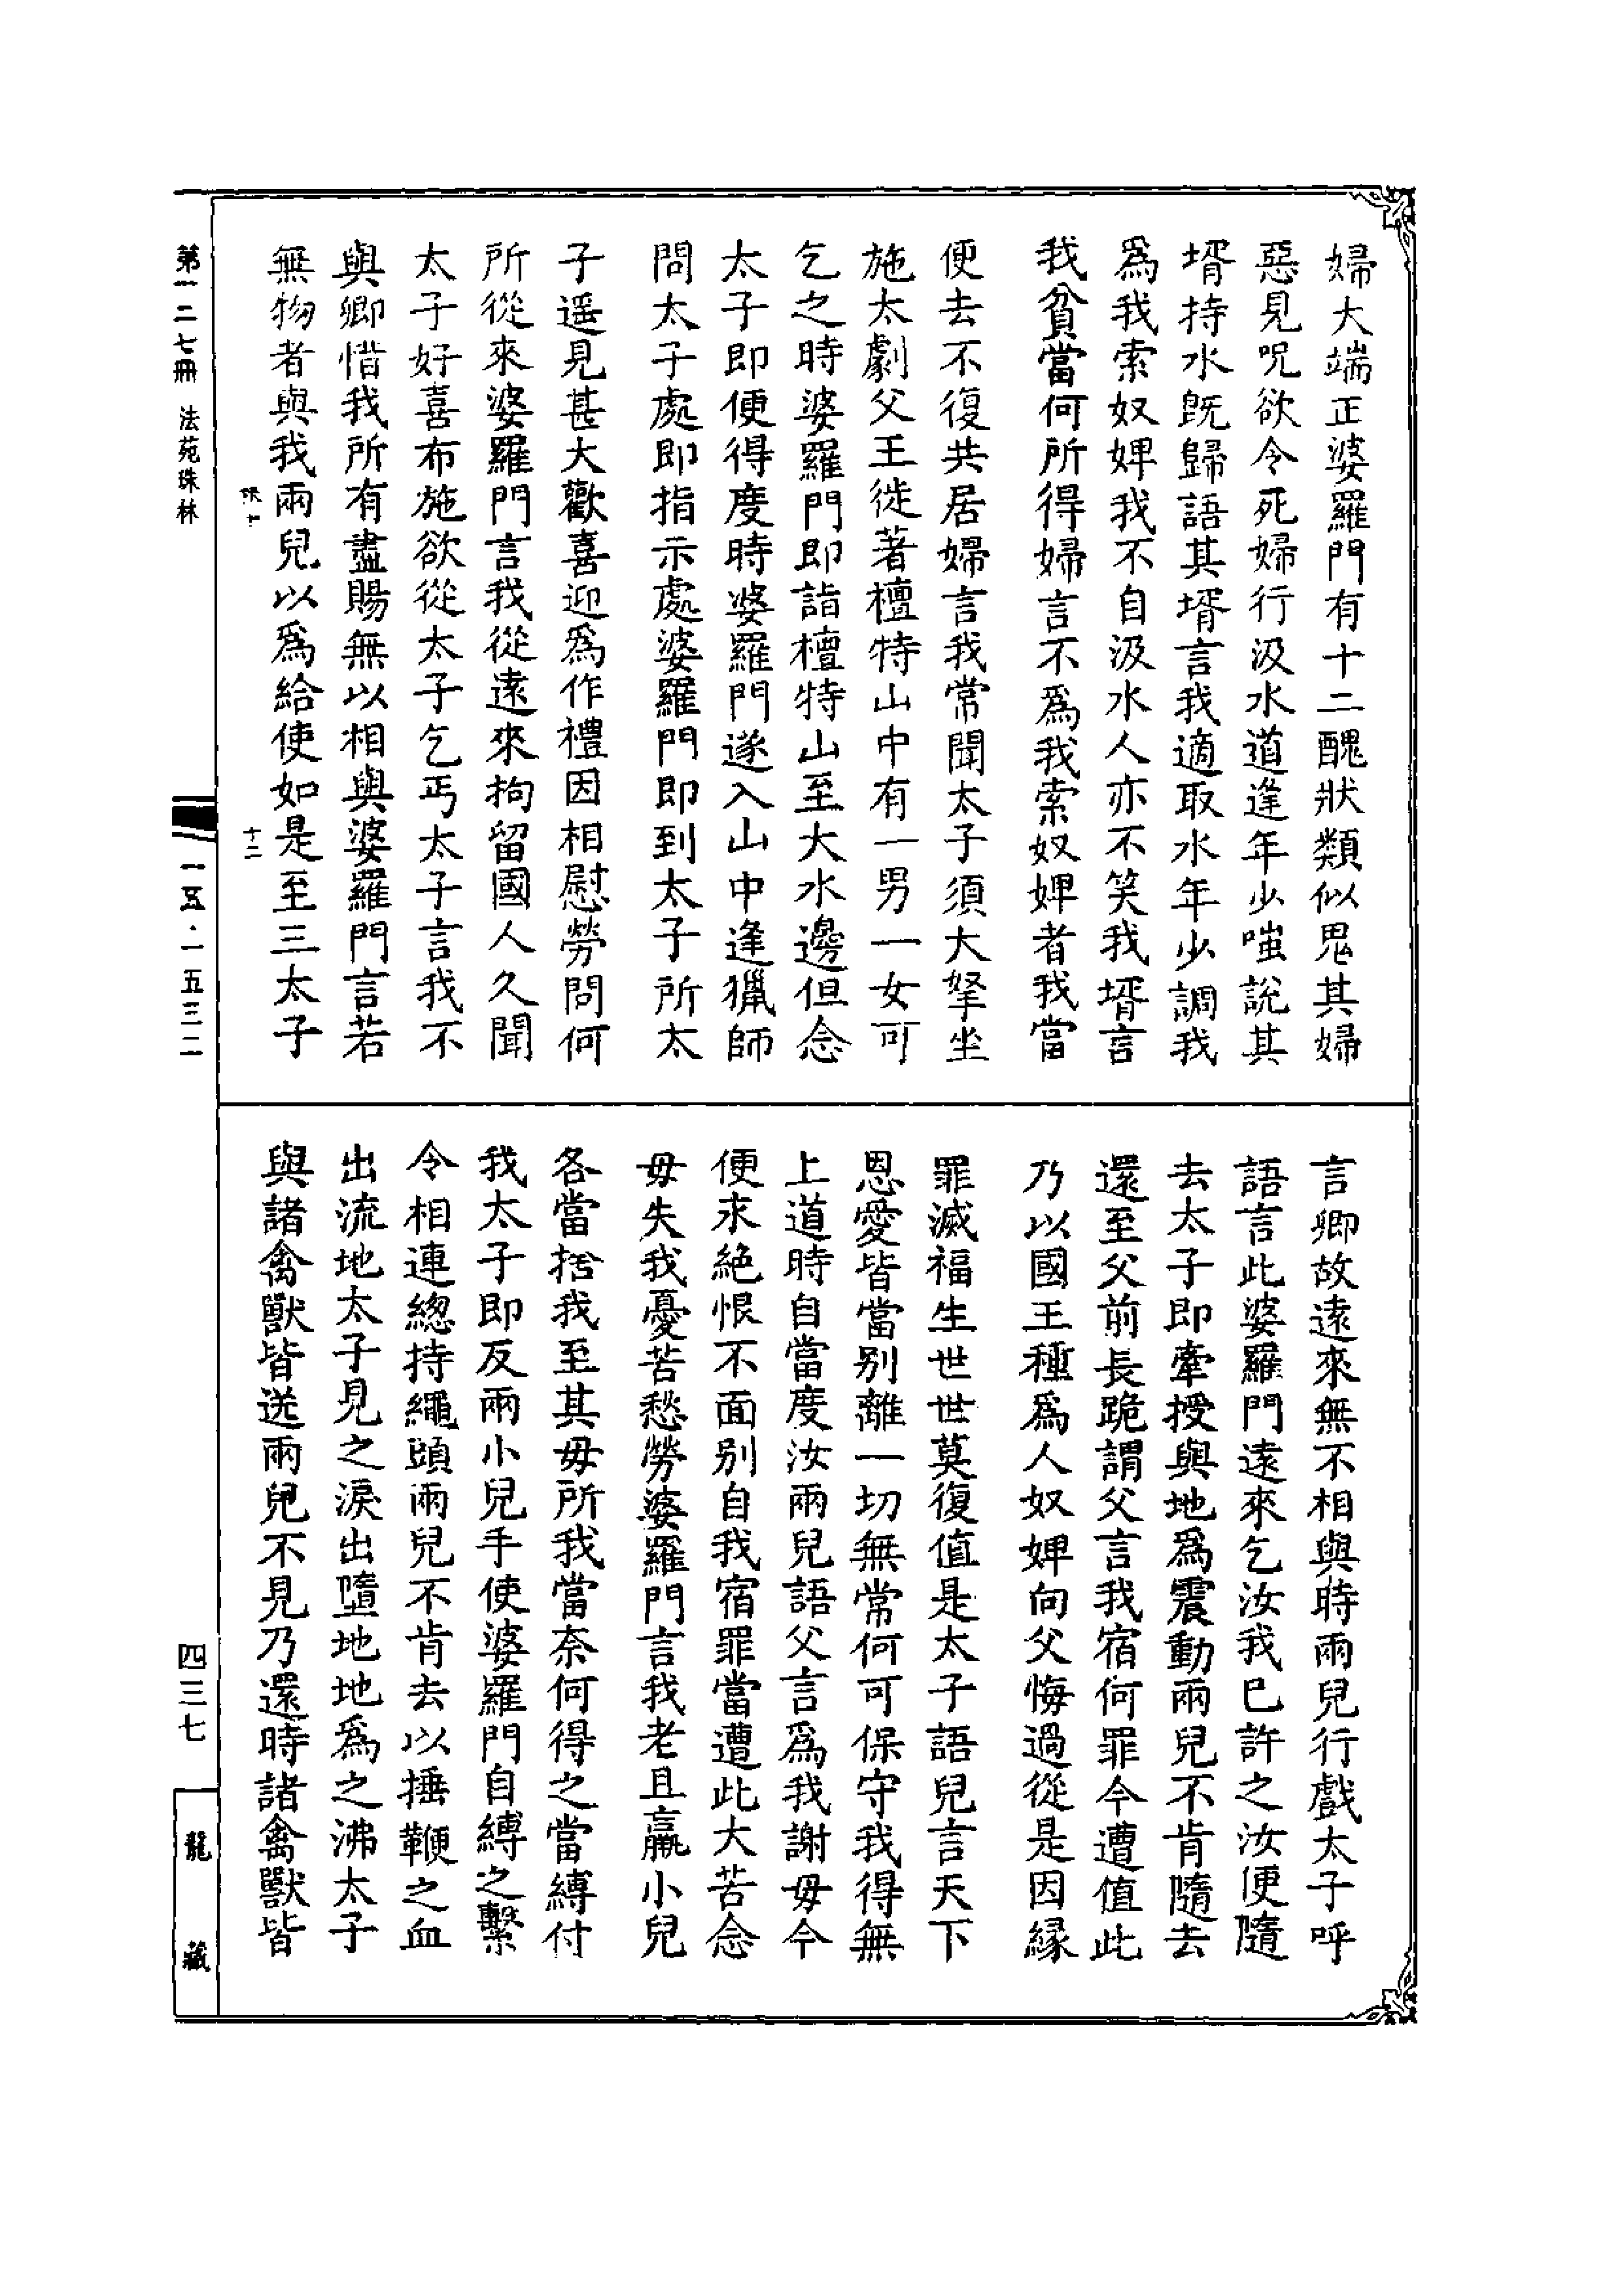 婦大端正婆羅門有十二醜狀類似鬼其婦
惡見呪欲令死婦行汲水道逢年少嗤說其
壻持水旣歸語其壻言我適取水年少調我
爲我索奴婢我不自汲水人亦不笑我壻言
我貧當何所得婦言不爲我索奴婢者我當
便去不復共居婦言我常聞太子須大拏坐
施太劇父王徙著檀特山中有一男一女可
乞之時婆羅門即詣檀特山至大水邊但念
太子即便得度時婆羅門遂入山中逢獵師
問太子處即指示處婆羅門即到太子所太
子遥見甚大歡喜迎爲作禮因相慰勞問何
所從來婆羅門言我從遠來拘留國人久聞
太子好喜布施欲從太子乞丐太子言我不
與卿惜我所有盡賜無以相與婆羅門言若
無物者與我兩兒以爲給使如是至三太子
言卿故遠來無不相與時兩兒行戲太子呼
語言此婆羅門遠來乞汝我已許之汝便隨
去太子即牽授與地爲震動兩兒不肯隨去
還至父前長跪謂父言我宿何罪今遭值此
乃以國王種爲人奴婢向父悔過從是因縁
罪滅福生世世莫復值是太子語兒言天下
恩愛皆當别離一切無常何可保守我得無
上道時自當度汝兩兒語父言爲我謝毋今
便永絶恨不面别自我宿罪當遭此大苦念
毋失我憂苦愁勞婆羅門言我老且羸小兒
各當捨我至其毋所我當奈何得之當縛付
我太子即反兩小兒手使婆羅門自縛之繫
令相連緫持繩頭兩兒不肯去以捶鞭之血
出流地太子見之淚出墮地地爲之沸太子
與諸禽獸皆送兩兒不見乃還時諸禽獸皆
十二
第一二七冊 法苑珠林
一五·一五三二
四三七
龍藏